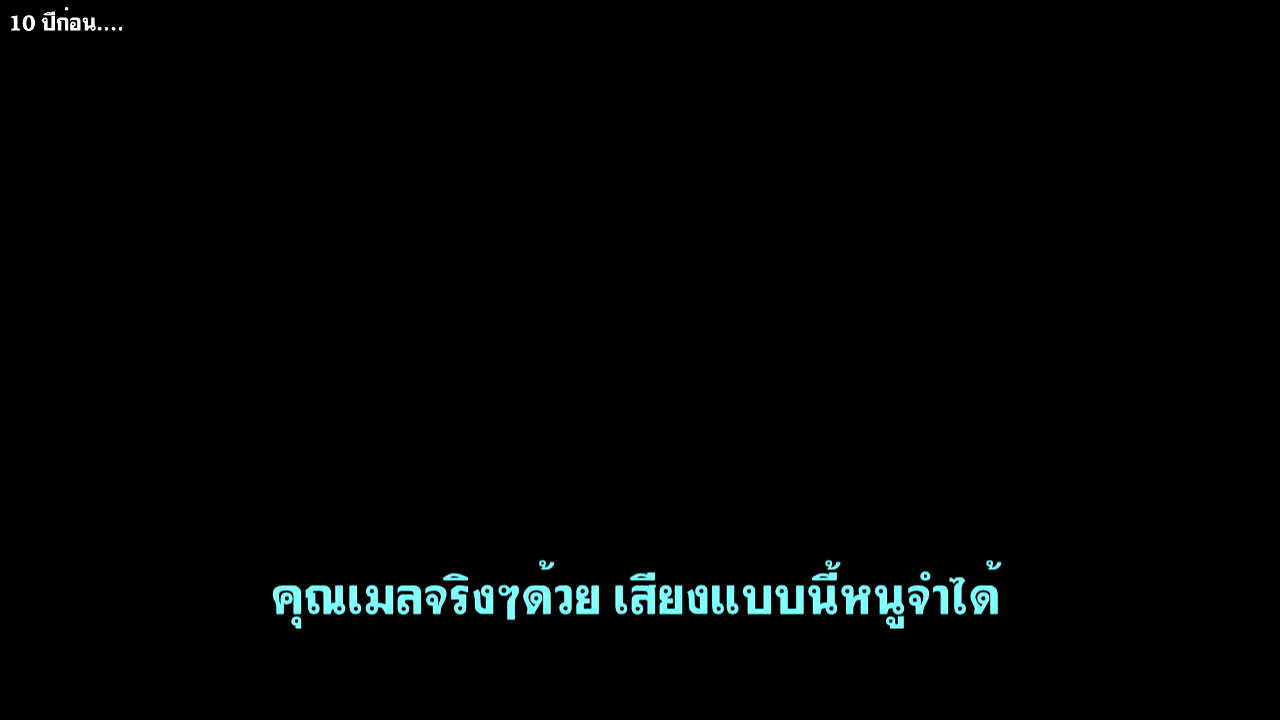 10 ปีก่อน....
คุณเมลจริงๆด้วย เสียงแบบนี้หนูจำได้